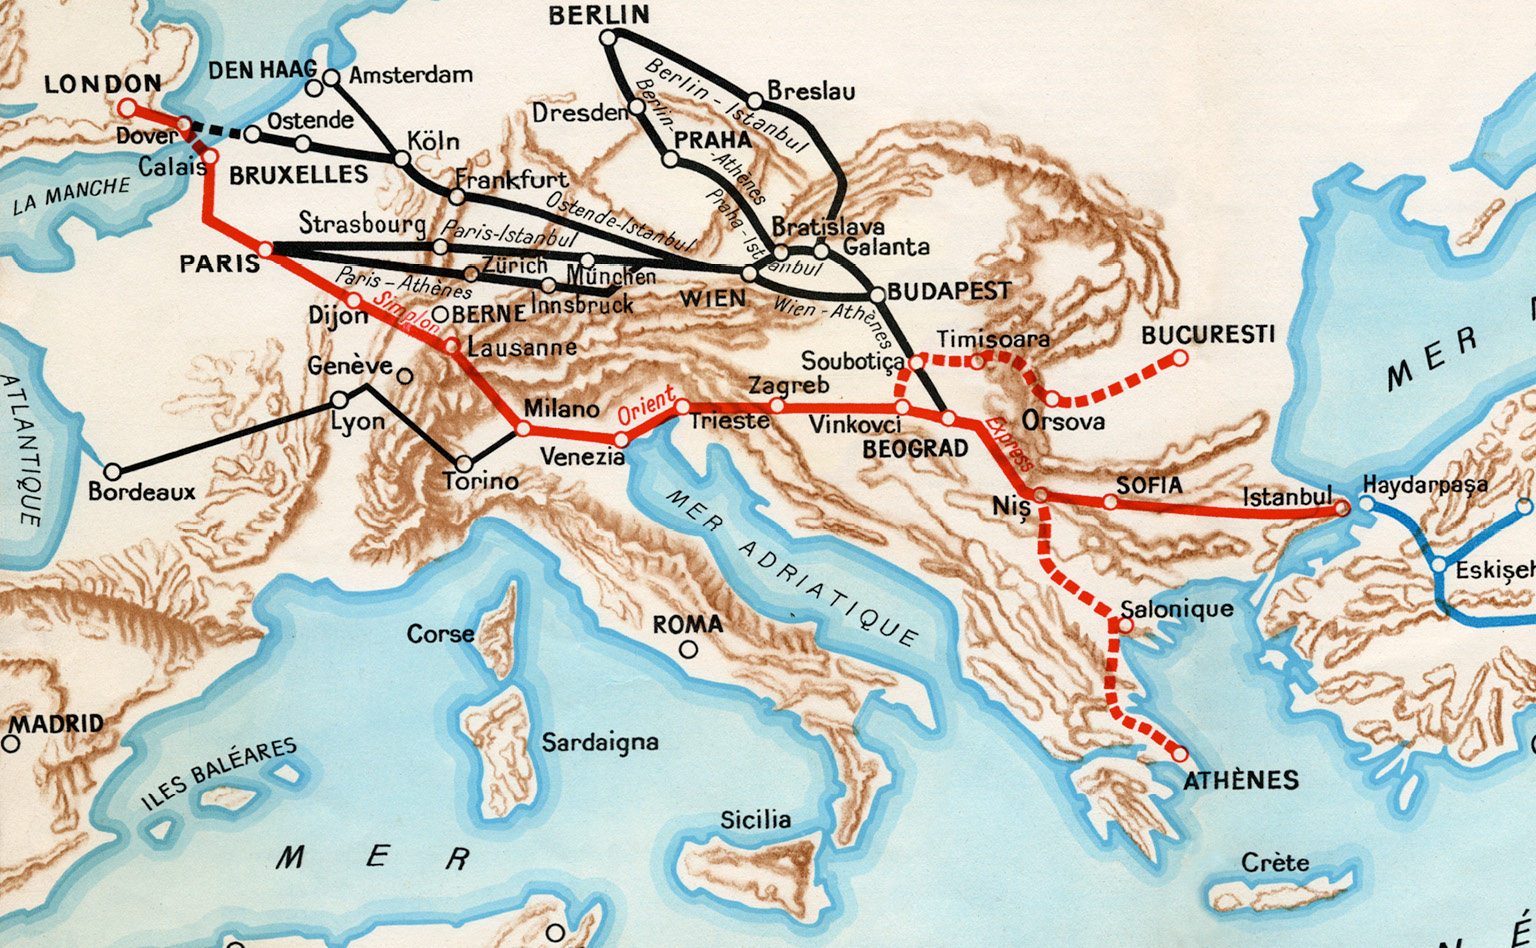 BERLIN
LONDON
DEN HAAG
Amsterdam
Breslau
Berlin - Istanbul
Dresden
Berlin-
-Athènes
Ostende
Dover
Köln
PRAHA
Calais
BRUXELLES
LA MANCHE
Frankfurt
Ostende-Istanbul
Praha-Istanbul
Strasbourg
Paris-Istanbul
Bratislava
Galanta
PARIS
Zürich
München
Paris-Athènes
Innsbruck
WIEN
BUDAPEST
Wien-Athènes
Simplon
Dijon
BERNE
Timisoara
BUCURESTI
Lausanne
Genève
Soubotiça
MER
ATLANTIQUE
Zagreb
Orient
Milano
Lyon
Trieste
Vinkovci
Orsova
Express
Venezia
BEOGRAD
Torino
Bordeaux
SOFIA
Istanbul
Haydarpaşa
Niş
MER ADRIATIQUE
Eskişeh
Salonique
Corse
ROMA
MADRID
Sardaigna
ILES BALÉARES
ATHÈNES
Sicilia
MER
Crète
N É